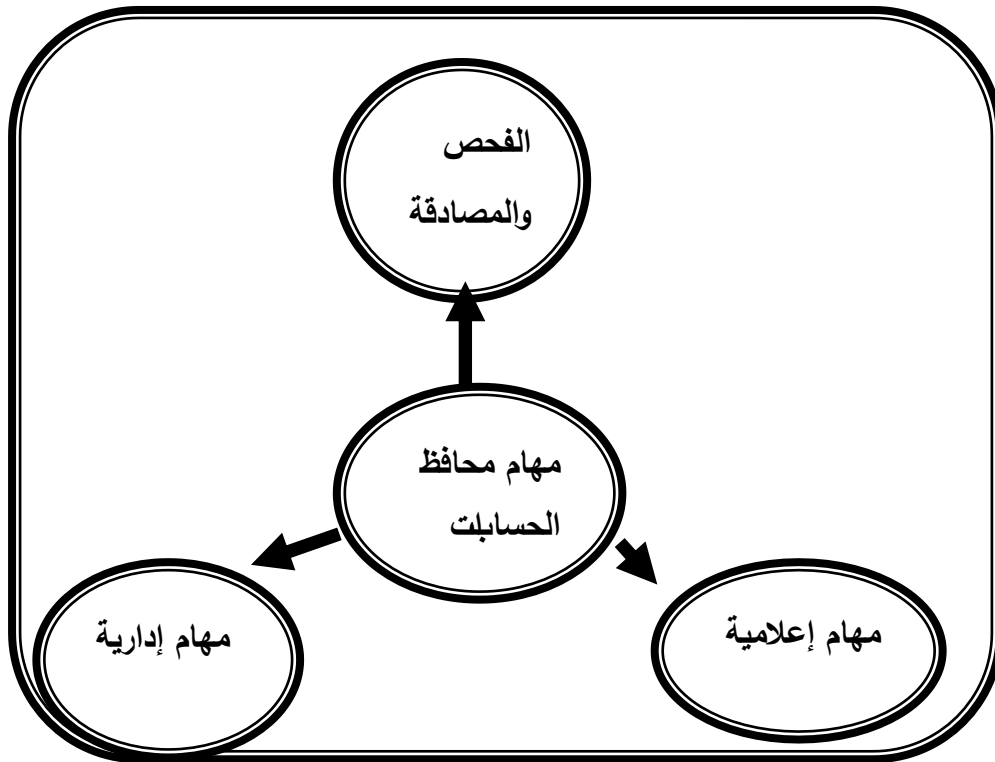 الفحص
والمصادقة
مهام محافظ
الحسابلت
مهام إعلامية
مهام إدارية